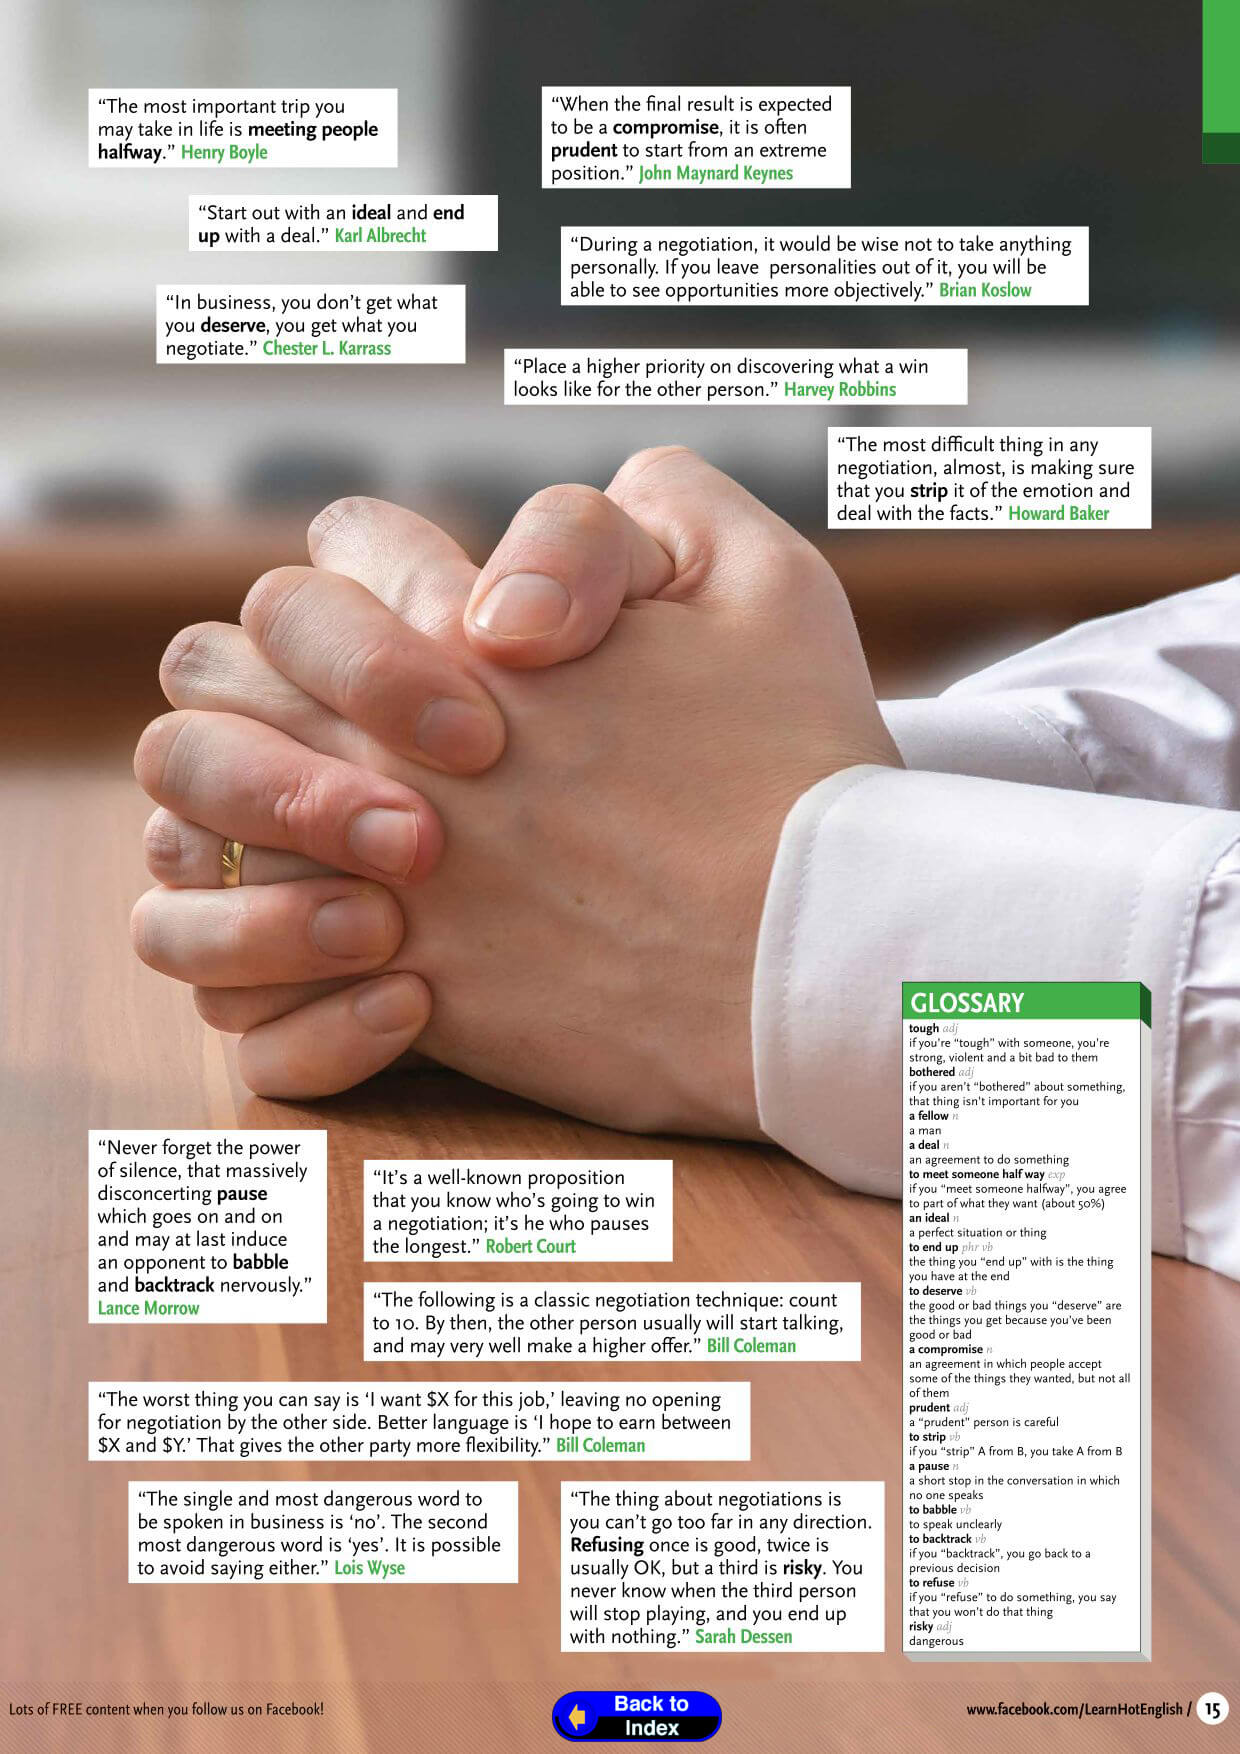 “The most important trip you
may take in life is meeting people
halfway.” Henry Boyle
“When the final result is expected
to be a compromise, it is often
prudent to start from an extreme
position.” John Maynard Keynes
“Start out with an ideal and end
up with a deal.” Karl Albrecht
“During a negotiation, it would be wise not to take anything
personally. If you leave  personalities out of it, you will be
able to see opportunities more objectively.” Brian Koslow
“In business, you don’t get what
you deserve, you get what you
negotiate.” Chester L. Karrass
“Place a higher priority on discovering what a win
looks like for the other person.” Harvey Robbins
“The most difficult thing in any
negotiation, almost, is making sure
that you strip it of the emotion and
deal with the facts.” Howard Baker
“Never forget the power
of silence, that massively
disconcerting pause
which goes on and on
and may at last induce
an opponent to babble
and backtrack nervously.”
Lance Morrow
“It’s a well-known proposition
that you know who’s going to win
a negotiation; it’s he who pauses
the longest.” Robert Court
“The following is a classic negotiation technique: count
to 10. By then, the other person usually will start talking,
and may very well make a higher offer.” Bill Coleman
“The worst thing you can say is ‘I want $X for this job,’ leaving no opening
for negotiation by the other side. Better language is ‘I hope to earn between
$X and $Y.’ That gives the other party more flexibility.” Bill Coleman
“The single and most dangerous word to
be spoken in business is ‘no’. The second
most dangerous word is ‘yes’. It is possible
to avoid saying either.” Lois Wyse
“The thing about negotiations is
you can’t go too far in any direction.
Refusing once is good, twice is
usually OK, but a third is risky. You
never know when the third person
will stop playing, and you end up
with nothing.” Sarah Dessen
GLOSSARY
tough adj
if you’re “tough” with someone, you’re
strong, violent and a bit bad to them
bothered adj
if you aren’t “bothered” about something,
that thing isn’t important for you
a fellow n
a man
a deal n
an agreement to do something
to meet someone half way exp
if you “meet someone halfway”, you agree
to part of what they want (about 50%)
an ideal n
a perfect situation or thing
to end up phr vb
the thing you “end up” with is the thing
you have at the end
to deserve vb
the good or bad things you “deserve” are
the things you get because you’ve been
good or bad
a compromise n
an agreement in which people accept
some of the things they wanted, but not all
of them
prudent adj
a “prudent” person is careful
to strip vb
if you “strip” A from B, you take A from B
a pause n
a short stop in the conversation in which
no one speaks
to babble vb
to speak unclearly
to backtrack vb
if you “backtrack”, you go back to a
previous decision
to refuse vb
if you “refuse” to do something, you say
that you won’t do that thing
risky adj
dangerous
Lots of FREE content when you follow us on Facebook!
Back to
Index
www.facebook.com/LearnHotEnglish / 15